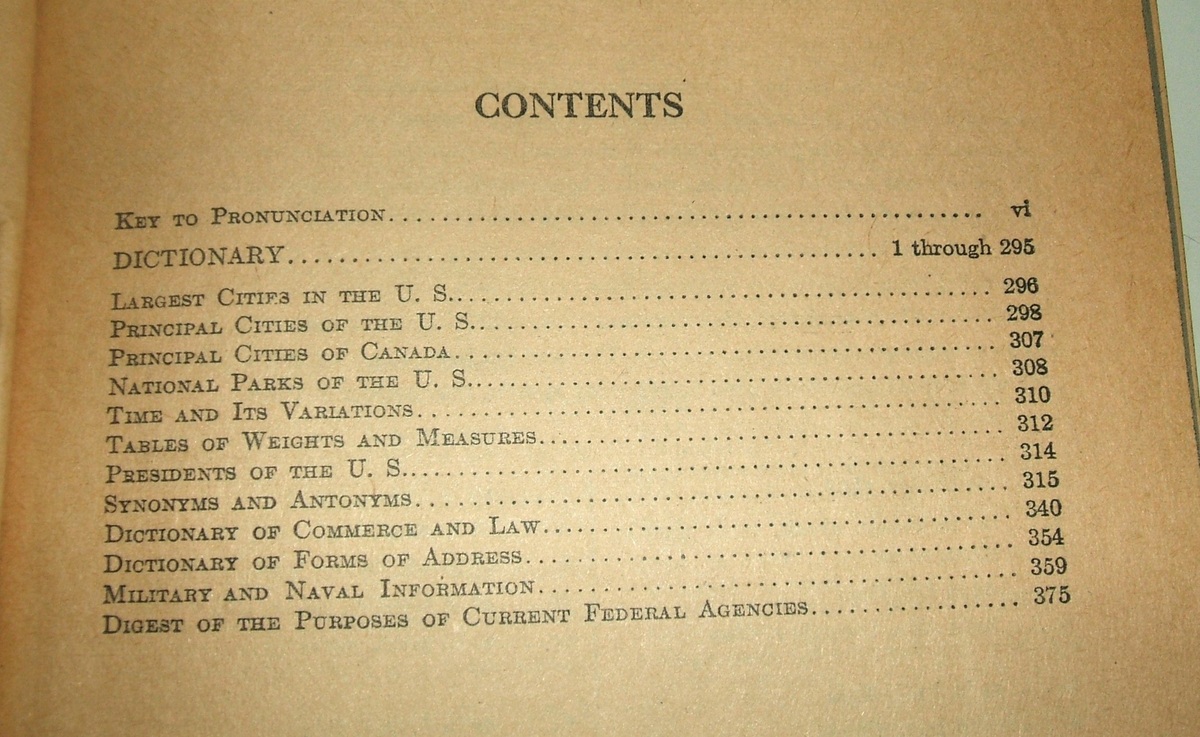 CONTENTS
KEY TO PRONUNCIATION........................................ vi
DICTIONARY........................................ 1 through 295
LARGEST CITIES IN THE U. S........................................ 296
PRINCIPAL CITIES OF THE U. S........................................ 298
PRINCIPAL CITIES OF CANADA........................................ 307
NATIONAL PARKS OF THE U. S........................................ 308
TIME AND ITS VARIATIONS........................................ 310
TABLES OF WEIGHTS AND MEASURES................................... 312
PRESIDENTS OF THE U. S........................................ 314
SYNONYMS AND ANTONYMS........................................ 315
DICTIONARY OF COMMERCE AND LAW................................... 340
DICTIONARY OF FORMS OF ADDRESS................................... 354
MILITARY AND NAVAL INFORMATION................................... 359
DIGEST OF THE PURPOSES OF CURRENT FEDERAL AGENCIES................ 375